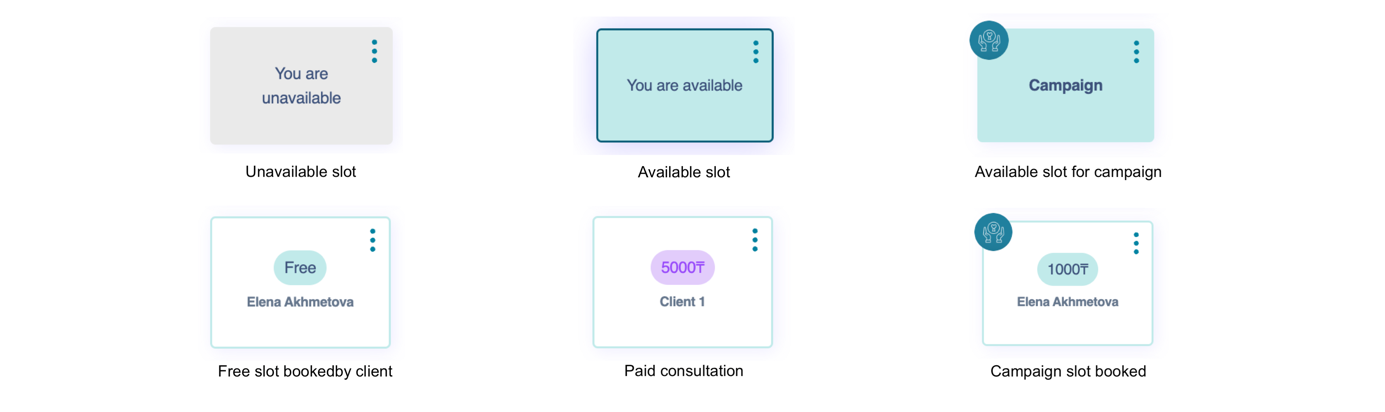 You are
unavailable
You are available
Campaign
Unavailable slot
Available slot
Available slot for campaign
Free
Elena Akhmetova
5000₸
Client 1
1000₸
Elena Akhmetova
Free slot bookedby client
Paid consultation
Campaign slot booked